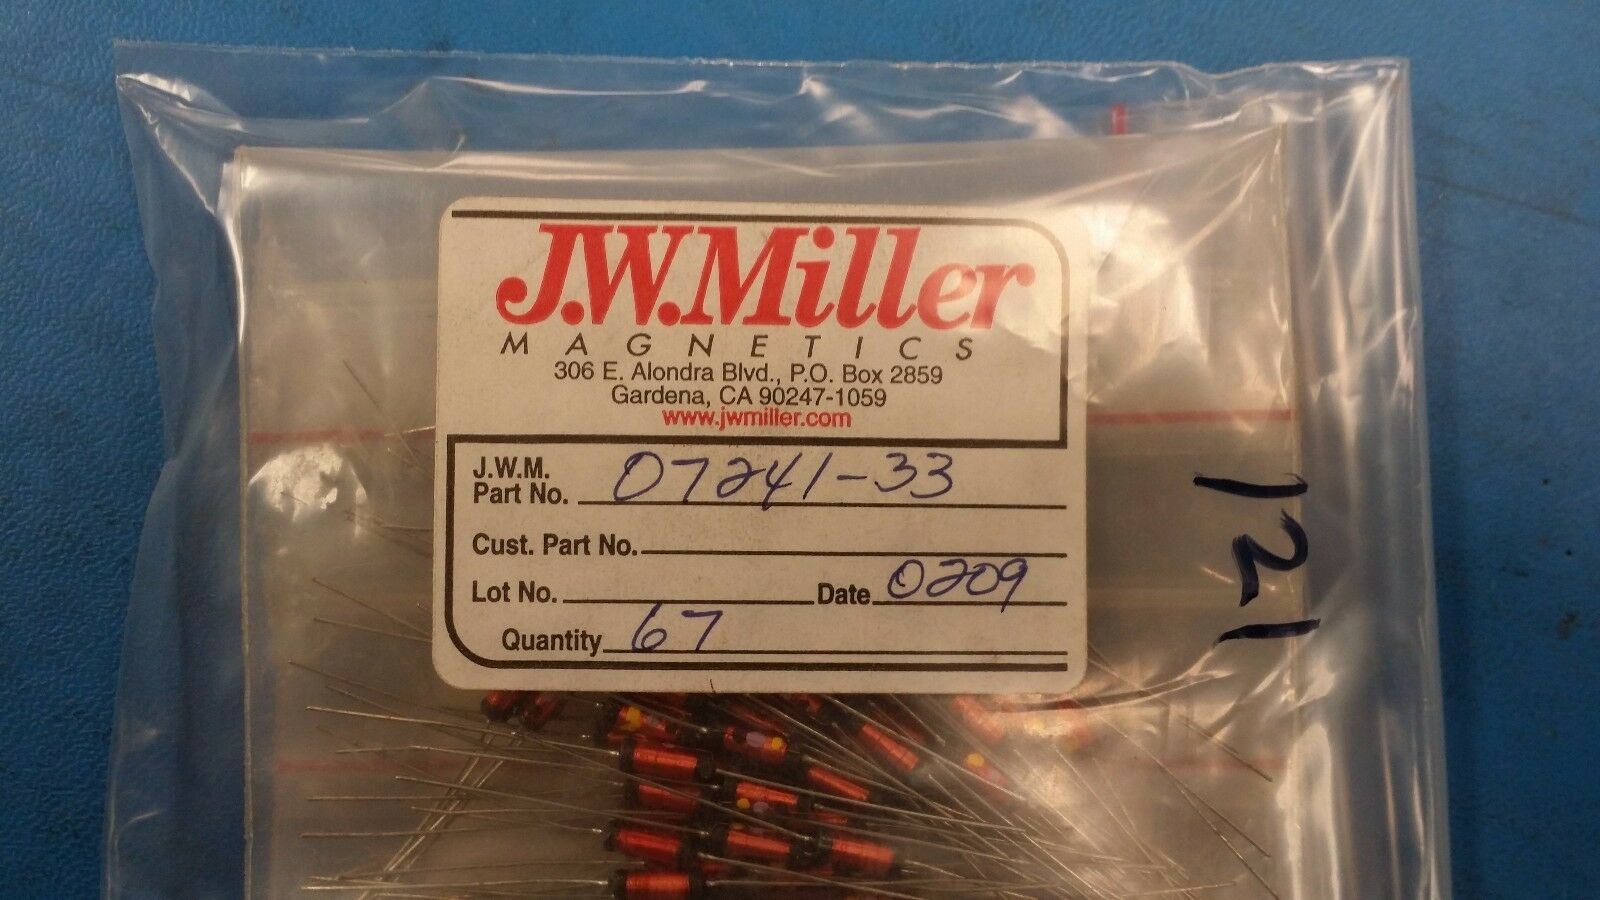 J.W.Miller
MAGNETICS
306 E. Alondra Blvd., P.O. Box 2859
Gardena, CA 90247-1059
www.jwmiller.com
J.W.M.
Part No. 07241-33
Cust. Part No.
Lot No. Date 0209
Quantity 67
121